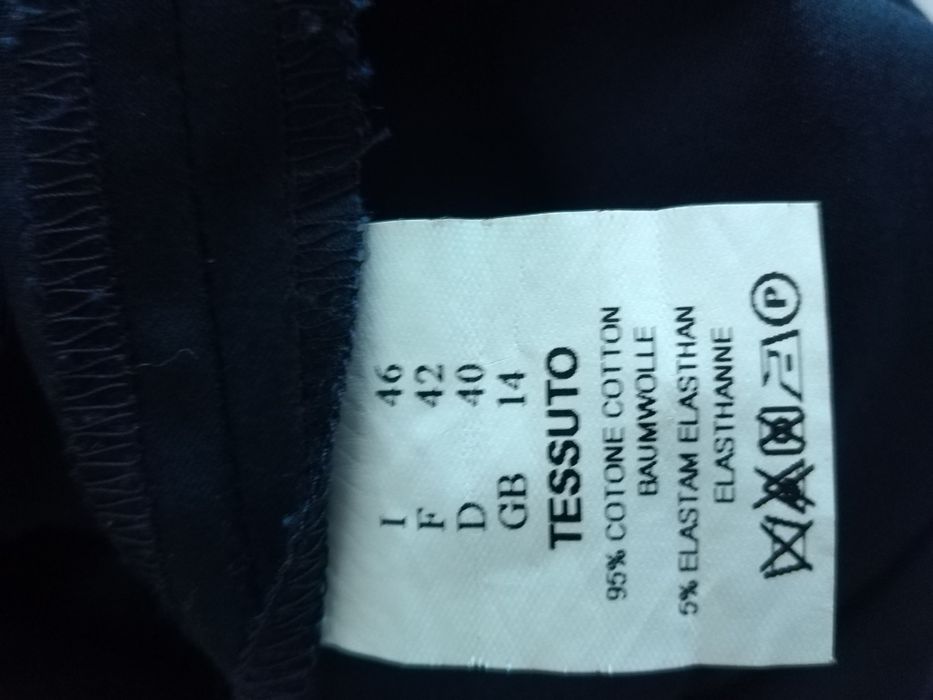 I 46
F 42
D 40
GB 14
TESSUTO
95% COTONE COTTON
BAUMWOLLE
5% ELASTAM ELASTHAN
ELASTHANNE
P